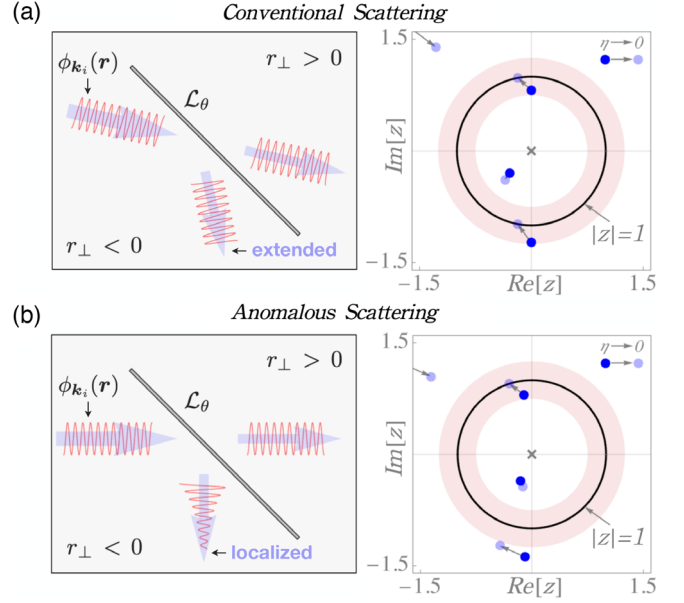 (a)
Conventional Scattering
ϕ𝒌ᵢ(𝒓)
r⊥ > 0
ℒθ
r⊥ < 0
extended
1.5
η→0
Im[z]
|z|=1
−1.5
−1.5
Re[z]
1.5
(b)
Anomalous Scattering
ϕ𝒌ᵢ(𝒓)
r⊥ > 0
ℒθ
r⊥ < 0
localized
1.5
η→0
Im[z]
|z|=1
−1.5
−1.5
Re[z]
1.5